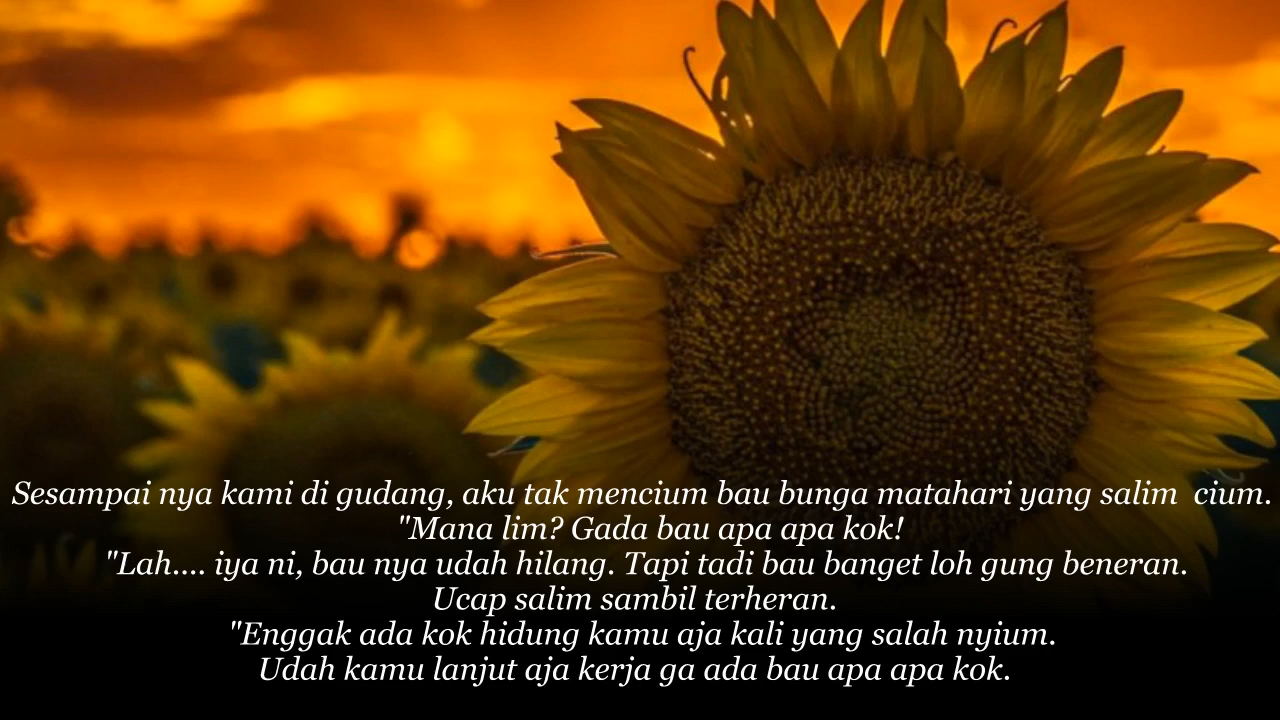 Sesampai nya kami di gudang, aku tak mencium bau bunga matahari yang salim  cium.
"Mana lim? Gada bau apa apa kok!
"Lah.... iya ni, bau nya udah hilang. Tapi tadi bau banget loh gung beneran.
Ucap salim sambil terheran.
"Enggak ada kok hidung kamu aja kali yang salah nyium.
Udah kamu lanjut aja kerja ga ada bau apa apa kok.